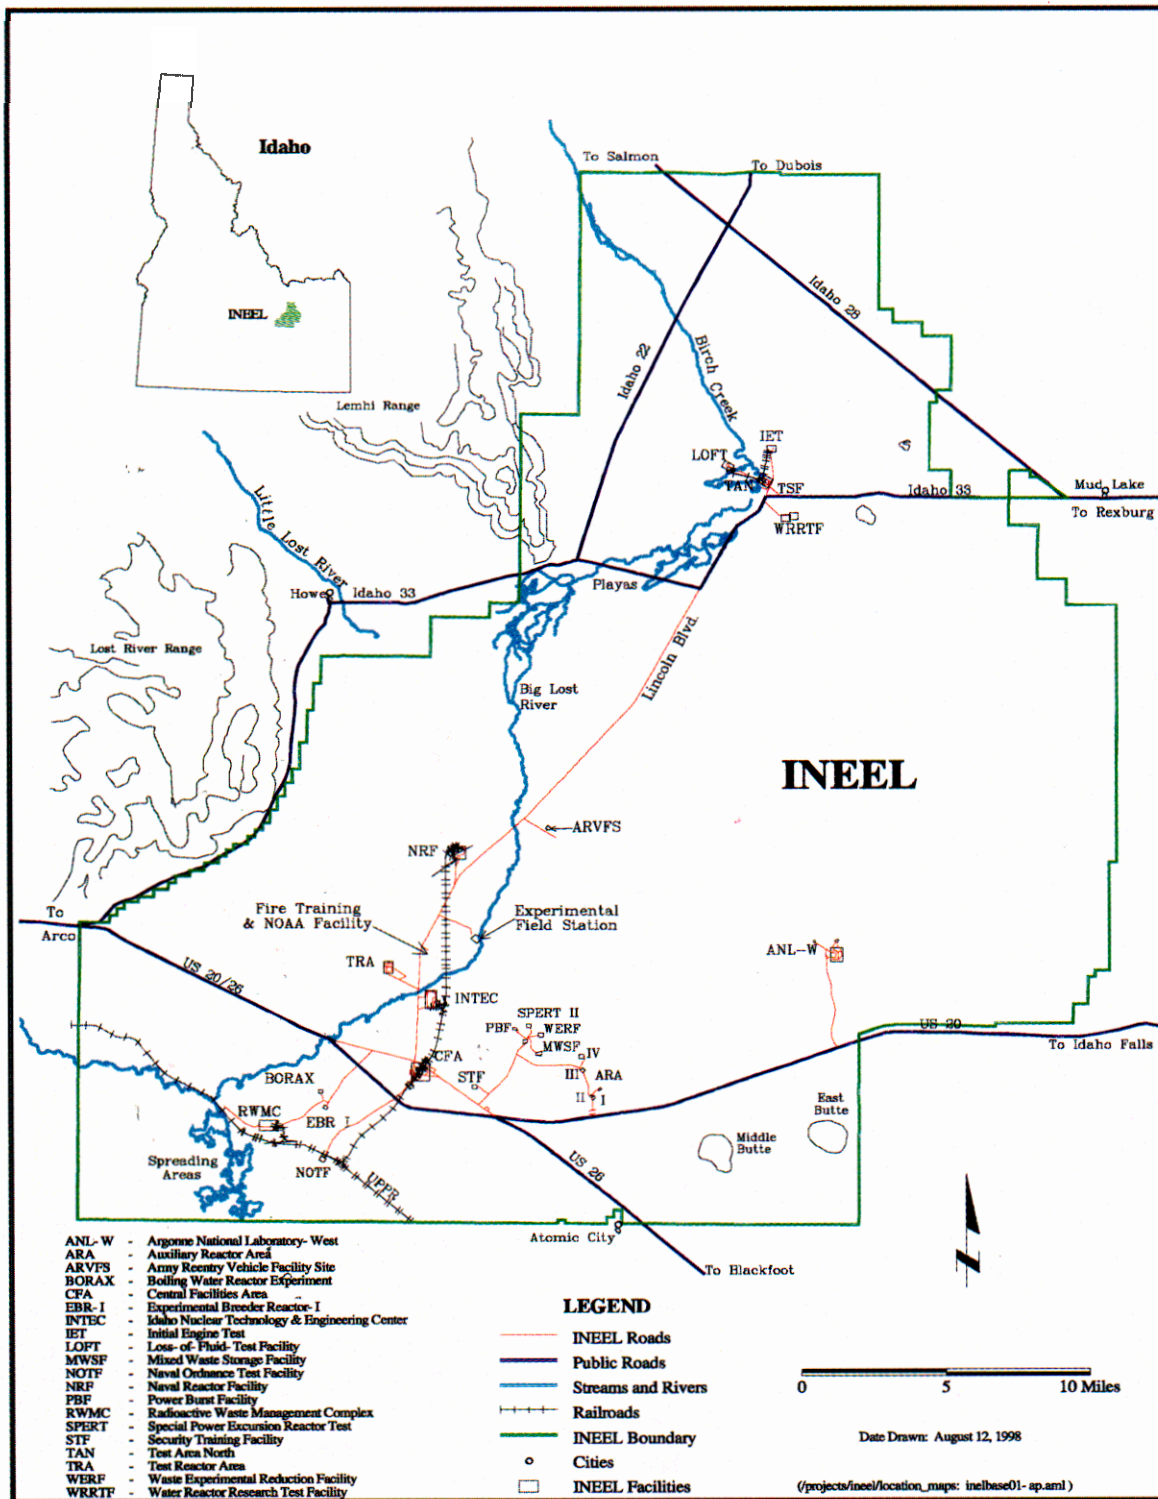 Idaho
To Salmon
To Dubois
INEEL
Idaho 28
Idaho 22
Birch Creek
Lemhi Range
IET
LOFT
TAN
TSF
Idaho 33
Mud Lake
To Rexburg
WRRTF
Little Lost River
Playas
Howe
Idaho 33
Lost River Range
Lincoln Blvd.
Big Lost
River
INEEL
ARVFS
NRF
To
Arco
Fire Training
& NOAA Facility
Experimental
Field Station
ANL-W
US 20/26
TRA
INTEC
SPERT II
PBF
WERF
MWSF
US 20
To Idaho Falls
CFA
IV
III
ARA
BORAX
STF
II
I
RWMC
EBR I
East
Butte
Middle
Butte
Spreading
Areas
NOTF
UPPR
US 26
Atomic City
To Blackfoot
N
ANL-W - Argonne National Laboratory-West
ARA - Auxiliary Reactor Area
ARVFS - Army Reentry Vehicle Facility Site
BORAX - Boiling Water Reactor Experiment
CFA - Central Facilities Area
EBR-I - Experimental Breeder Reactor-I
INTEC - Idaho Nuclear Technology & Engineering Center
IET - Initial Engine Test
LOFT - Loss-of-Fluid-Test Facility
MWSF - Mixed Waste Storage Facility
NOTF - Naval Ordnance Test Facility
NRF - Naval Reactor Facility
PBF - Power Burst Facility
RWMC - Radioactive Waste Management Complex
SPERT - Special Power Excursion Reactor Test
STF - Security Training Facility
TAN - Test Area North
TRA - Test Reactor Area
WERF - Waste Experimental Reduction Facility
WRRTF - Water Reactor Research Test Facility
LEGEND
INEEL Roads
Public Roads
Streams and Rivers
Railroads
INEEL Boundary
Cities
INEEL Facilities
0 5 10 Miles
Date Drawn: August 12, 1998
(/projects/ineel/location_maps: inelbase01-ap.aml)